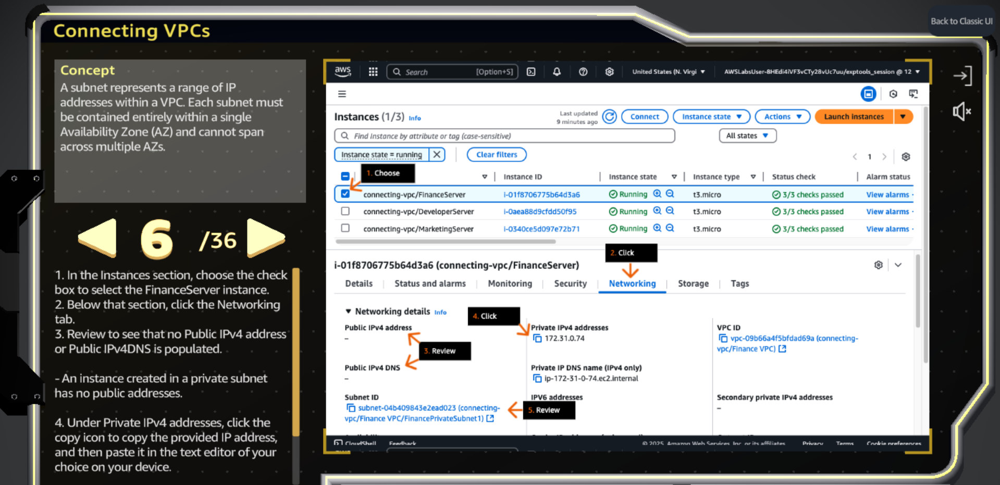 Back to Classic UI
Connecting VPCs
Concept
A subnet represents a range of IP
addresses within a VPC. Each subnet must
be contained entirely within a single
Availability Zone (AZ) and cannot span
across multiple AZs.
6 /36
1. In the Instances section, choose the check
box to select the FinanceServer instance.
2. Below that section, click the Networking
tab.
3. Review to see that no Public IPv4 address
or Public IPv4DNS is populated.
- An instance created in a private subnet
has no public addresses.
4. Under Private IPv4 addresses, click the
copy icon to copy the provided IP address,
and then paste it in the text editor of your
choice on your device.
aws Search [Option+S] United States (N. Virgi AWSLabsUser-8HEdi4iVF3vCTy28vUc7uu/exptools_session @ 12
Instances (1/3) Info Last updated 9 minutes ago Connect Instance state Actions Launch instances
Find Instance by attribute or tag (case-sensitive) All states
Instance state = running Clear filters 1
1. Choose
Instance ID Instance state Instance type Status check Alarm status
connecting-vpc/FinanceServer i-01f8706775b64d3a6 Running t3.micro 3/3 checks passed View alarms
connecting-vpc/DeveloperServer i-0aea88d9cfdd50f95 Running t3.micro 3/3 checks passed View alarms
connecting-vpc/MarketingServer i-0340ce5d097e72b71 Running t3.micro 3/3 checks passed View alarms
2. Click
i-01f8706775b64d3a6 (connecting-vpc/FinanceServer)
Details Status and alarms Monitoring Security Networking Storage Tags
Networking details Info
4. Click
Public IPv4 address Private IPv4 addresses VPC ID
– 172.31.0.74 vpc-09b66a4f5bfdad69a (connecting-
vpc/Finance VPC)
3. Review
Public IPv4 DNS Private IP DNS name (IPv4 only)
– ip-172-31-0-74.ec2.internal
Subnet ID IPV6 addresses Secondary private IPv4 addresses
subnet-04b409843e2ead023 (connecting- –
vpc/Finance VPC/FinancePrivateSubnet1)
5. Review
CloudShell Feedback © 2025, Amazon Web Services, Inc. or its affiliates. Privacy Terms Cookie preferences